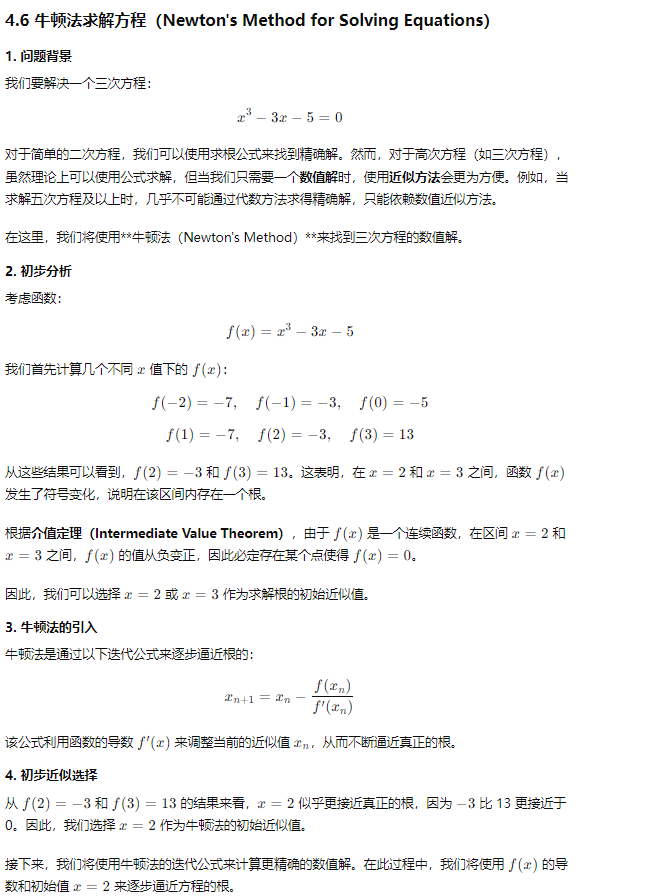 4.6 牛顿法求解方程（Newton's Method for Solving Equations）
1. 问题背景
我们要解决一个三次方程：
x³ − 3x − 5 = 0
对于简单的二次方程，我们可以使用求根公式来找到精确解。然而，对于高次方程（如三次方程），
虽然理论上可以使用公式求解，但当我们只需要一个数值解时，使用近似方法会更为方便。例如，当
求解五次方程及以上时，几乎不可能通过代数方法求得精确解，只能依赖数值近似方法。
在这里，我们将使用**牛顿法（Newton's Method）**来找到三次方程的数值解。
2. 初步分析
考虑函数：
f(x) = x³ − 3x − 5
我们首先计算几个不同 x 值下的 f(x)：
f(−2) = −7, f(−1) = −3, f(0) = −5
f(1) = −7, f(2) = −3, f(3) = 13
从这些结果可以看到，f(2) = −3 和 f(3) = 13。这表明，在 x = 2 和 x = 3 之间，函数 f(x)
发生了符号变化，说明在该区间内存在一个根。
根据介值定理（Intermediate Value Theorem），由于 f(x) 是一个连续函数，在区间 x = 2 和
x = 3 之间，f(x) 的值从负变正，因此必定存在某个点使得 f(x) = 0。
因此，我们可以选择 x = 2 或 x = 3 作为求解根的初始近似值。
3. 牛顿法的引入
牛顿法是通过以下迭代公式来逐步逼近根的：
xₙ₊₁ = xₙ − f(xₙ)/f′(xₙ)
该公式利用函数的导数 f′(x) 来调整当前的近似值 xₙ，从而不断逼近真正的根。
4. 初步近似选择
从 f(2) = −3 和 f(3) = 13 的结果来看，x = 2 似乎更接近真正的根，因为 −3 比 13 更接近于
0。因此，我们选择 x = 2 作为牛顿法的初始近似值。
接下来，我们将使用牛顿法的迭代公式来计算更精确的数值解。在此过程中，我们将使用 f(x) 的导
数和初始值 x = 2 来逐步逼近方程的根。